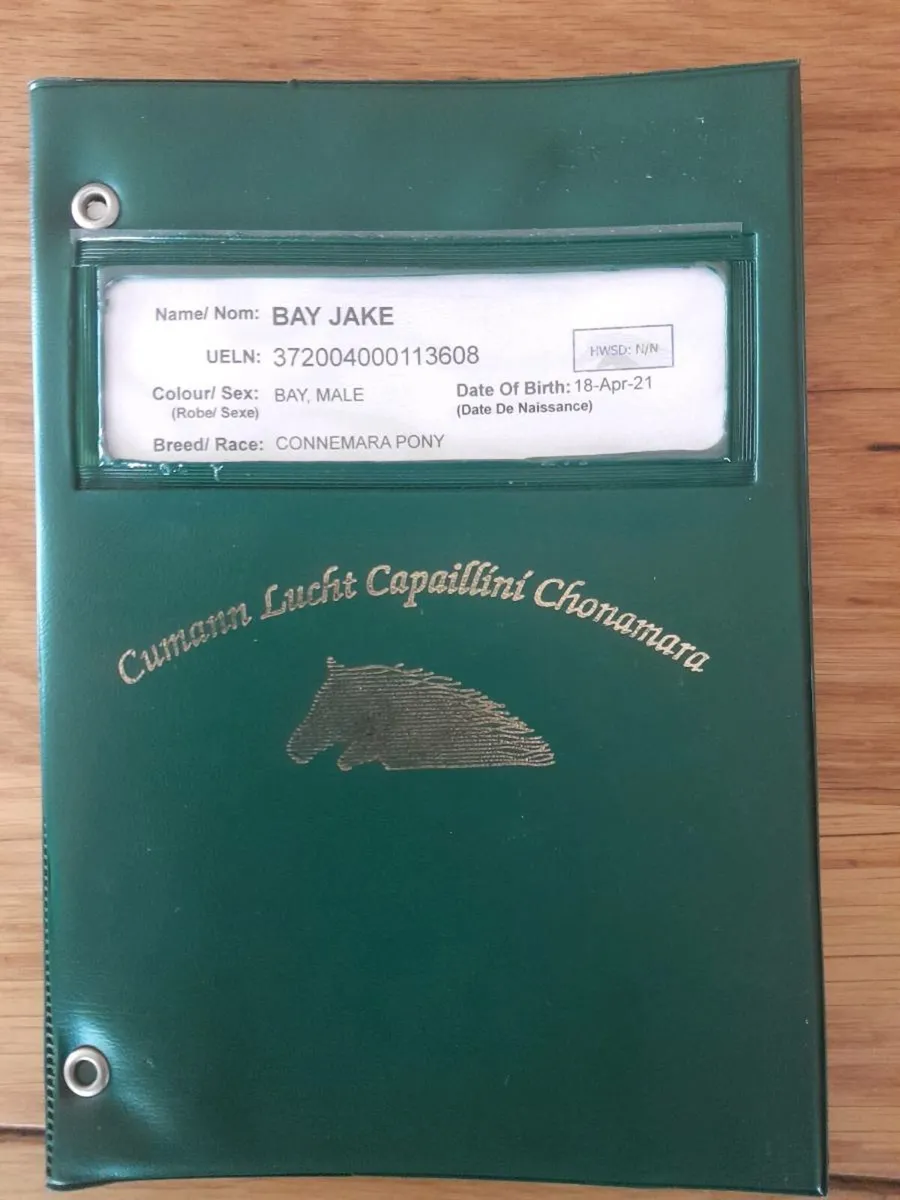 Name/ Nom: BAY JAKE
UELN: 372004000113608
HWSD: N/N
Colour/ Sex: BAY, MALE
(Robe/ Sexe)
Date Of Birth: 18-Apr-21
(Date De Naissance)
Breed/ Race: CONNEMARA PONY
Cumann Lucht Capaillíní Chonamara